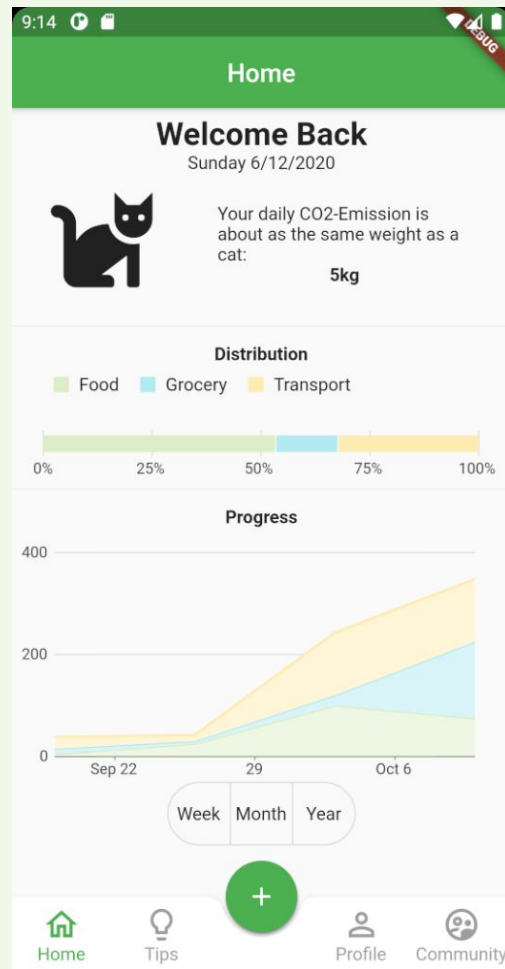 9:14
DEBUG
Home
Welcome Back
Sunday 6/12/2020
Your daily CO2-Emission is
about as the same weight as a
cat:
5kg
Distribution
Food Grocery Transport
0% 25% 50% 75% 100%
Progress
400
200
0
Sep 22 29 Oct 6
Week Month Year
+
Home Tips Profile Community